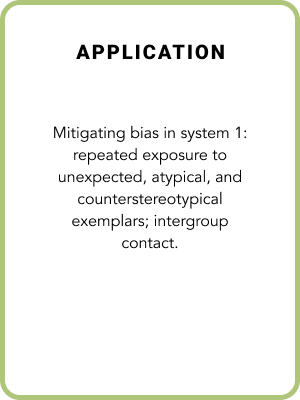 APPLICATION
Mitigating bias in system 1:
repeated exposure to
unexpected, atypical, and
counterstereotypical
exemplars; intergroup
contact.